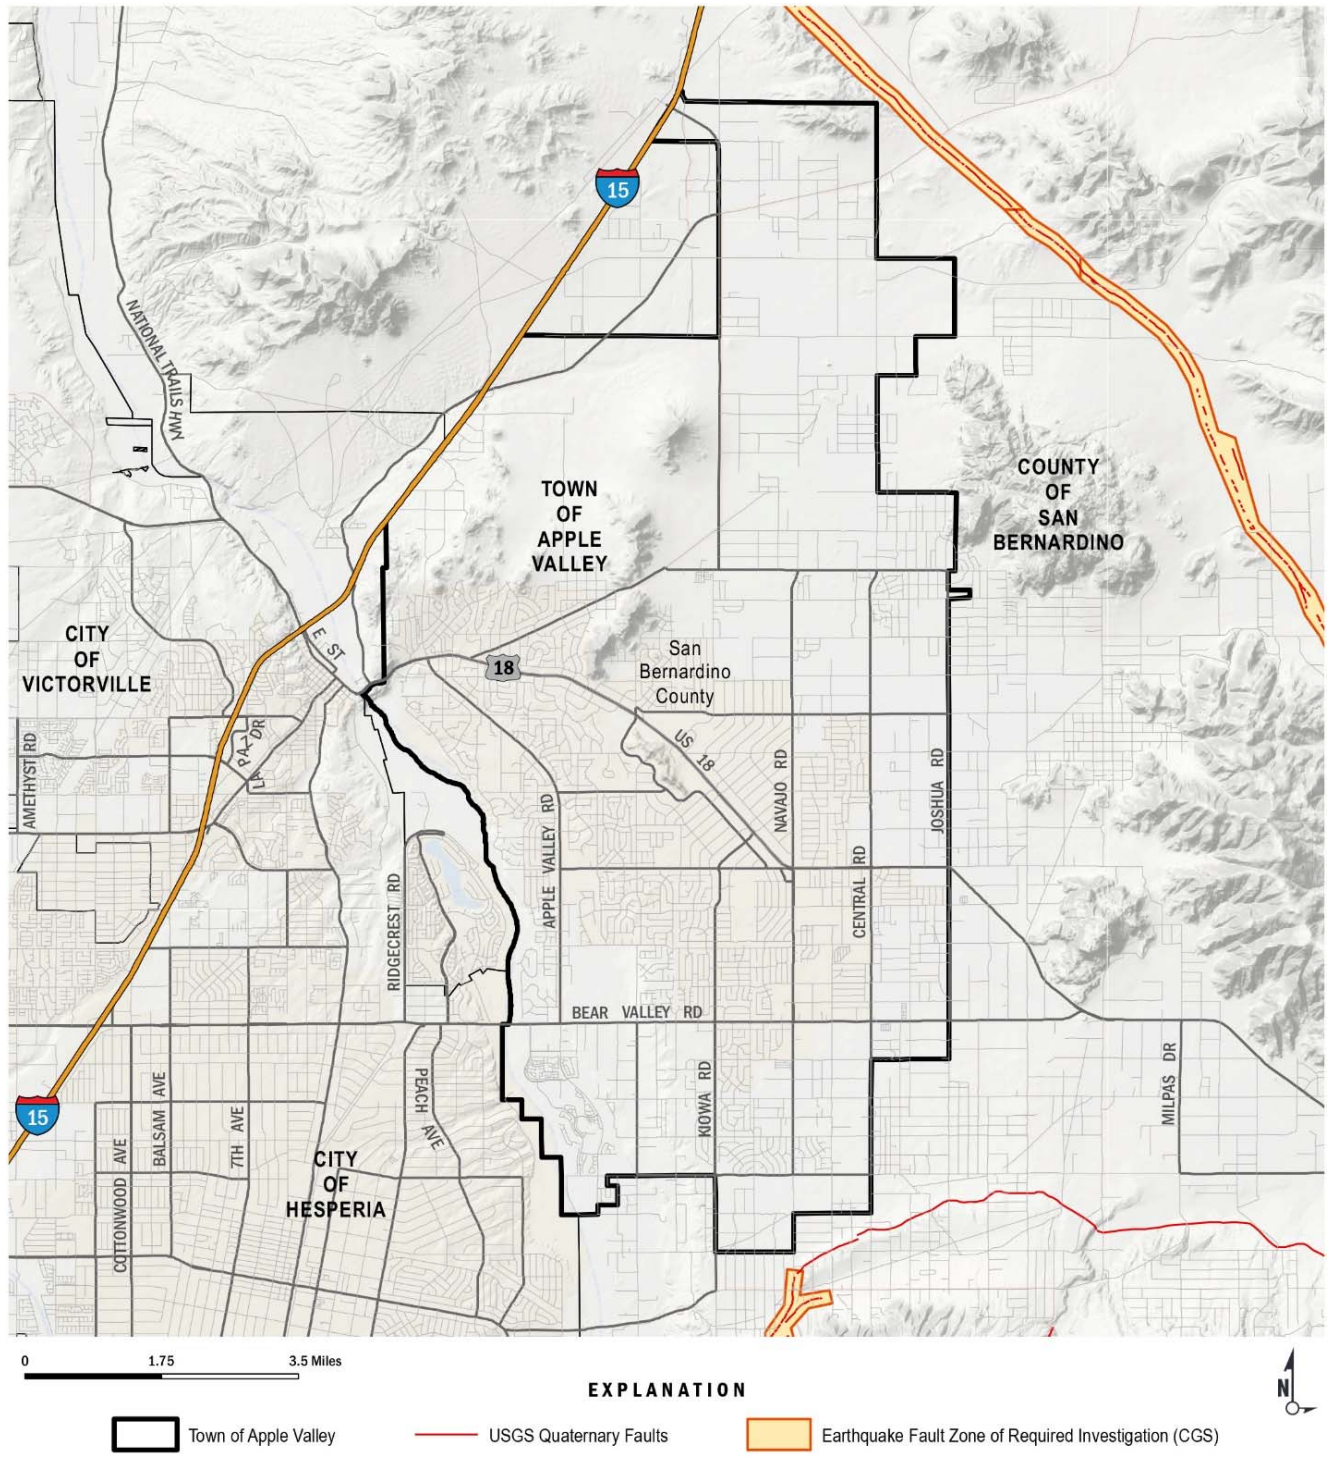 15
NATIONAL TRAILS HWY
TOWN
OF
APPLE
VALLEY
COUNTY
OF
SAN
BERNARDINO
CITY
OF
VICTORVILLE
E ST
18
San
Bernardino
County
US 18
LA PAZ DR
AMETHYST RD
NAVAJO RD
JOSHUA RD
APPLE VALLEY RD
CENTRAL RD
RIDGECREST RD
BEAR VALLEY RD
KIOWA RD
MILPAS DR
PEACH AVE
BALSAM AVE
7TH AVE
COTTONWOOD AVE
15
CITY
OF
HESPERIA
0 1.75 3.5 Miles
EXPLANATION
N
Town of Apple Valley
USGS Quaternary Faults
Earthquake Fault Zone of Required Investigation (CGS)